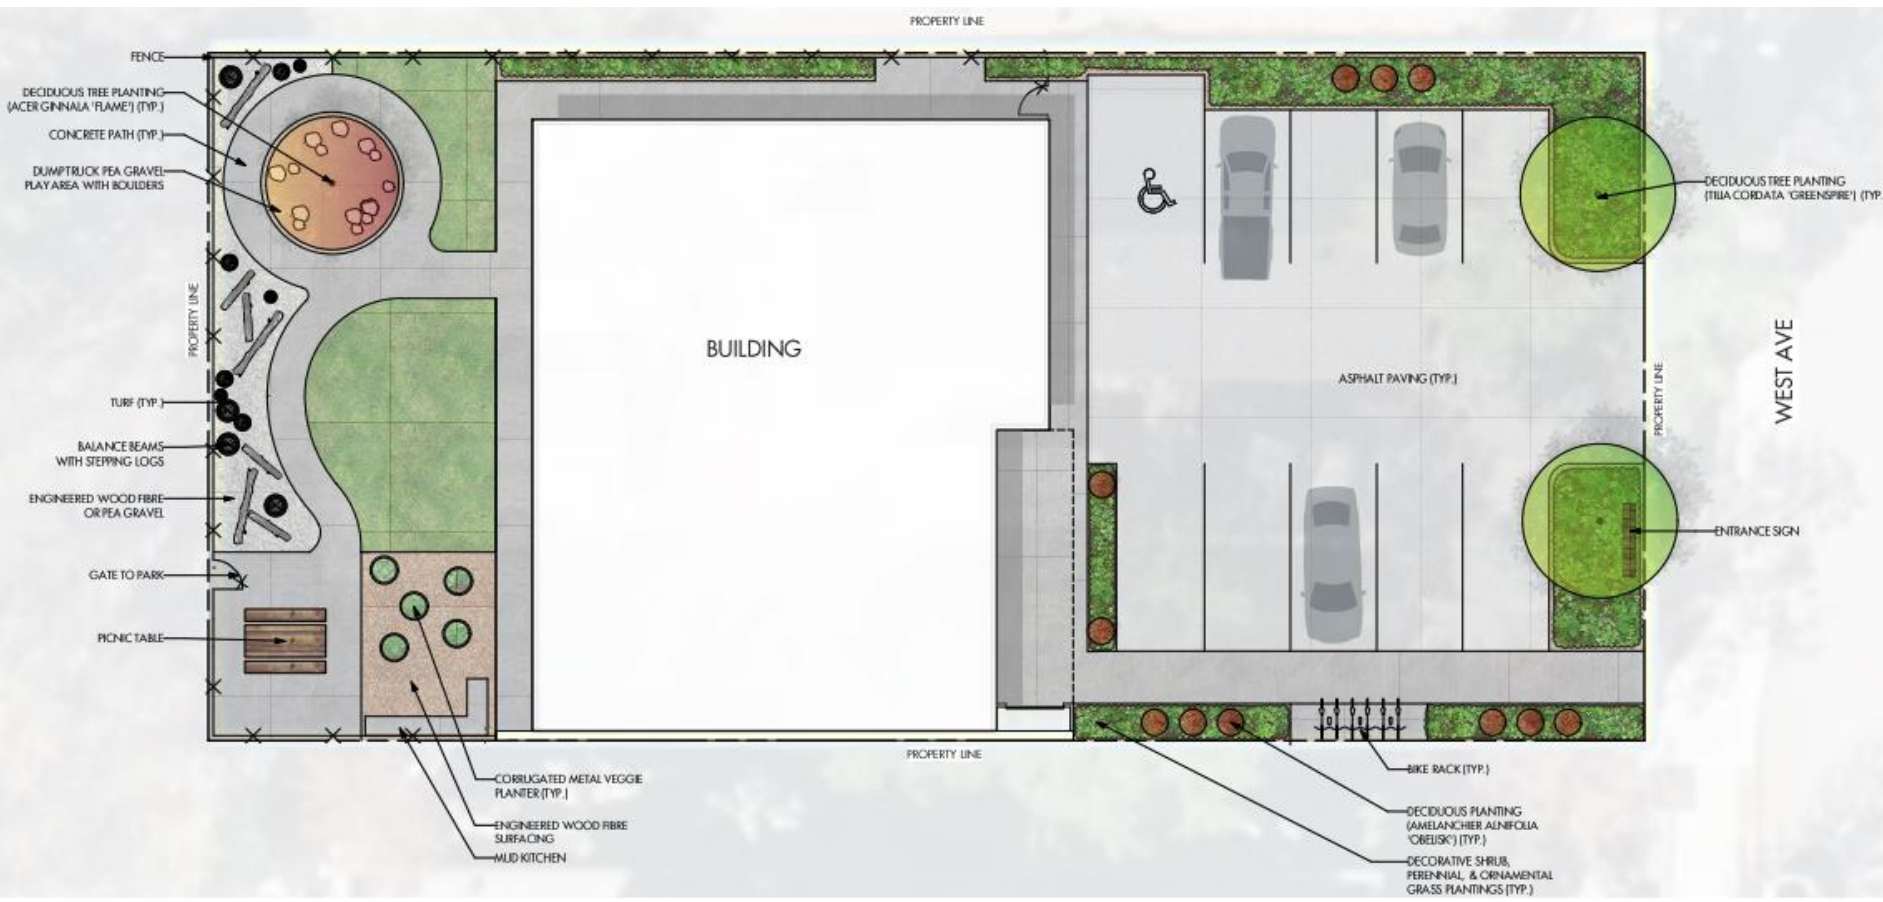 PROPERTY LINE
FENCE
DECIDUOUS TREE PLANTING
(ACER GINNALA 'FLAME') (TYP.)
CONCRETE PATH (TYP.)
DUMPTRUCK PEA GRAVEL
PLAY AREA WITH BOULDERS
PROPERTY LINE
TURF (TYP.)
BALANCE BEAMS
WITH STEPPING LOGS
ENGINEERED WOOD FIBRE
OR PEA GRAVEL
GATE TO PARK
PICNIC TABLE
BUILDING
ASPHALT PAVING (TYP.)
DECIDUOUS TREE PLANTING
(TILIA CORDATA 'GREENSPIRE') (TYP.
PROPERTY LINE
WEST AVE
ENTRANCE SIGN
PROPERTY LINE
CORRUGATED METAL VEGGIE
PLANTER (TYP.)
ENGINEERED WOOD FIBRE
SURFACING
MUD KITCHEN
BIKE RACK (TYP.)
DECIDUOUS PLANTING
(AMELANCHIER ALNIFOLIA
'OBELISK') (TYP.)
DECORATIVE SHRUB,
PERENNIAL, & ORNAMENTAL
GRASS PLANTINGS (TYP.)